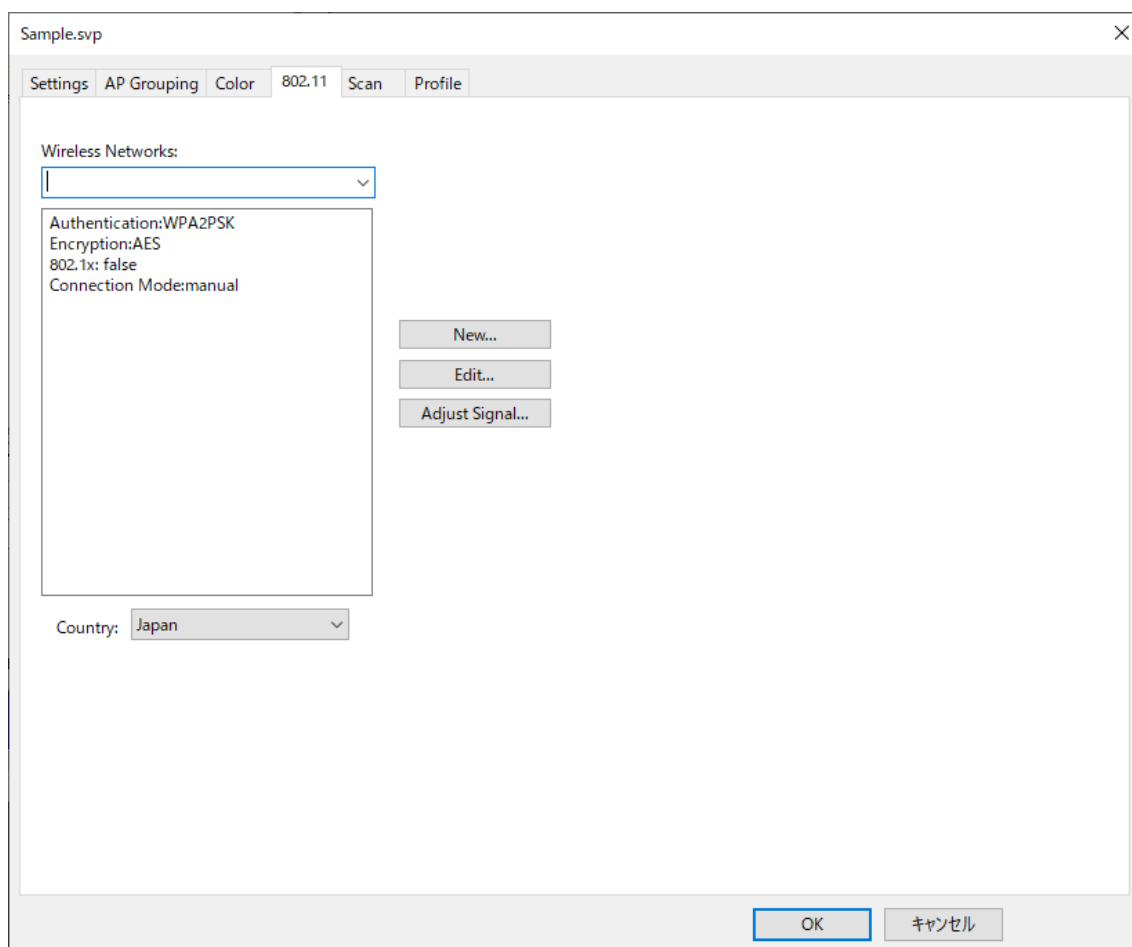 Sample.svp
Settings AP Grouping Color 802.11 Scan Profile
Wireless Networks:
Authentication:WPA2PSK
Encryption:AES
802.1x: false
Connection Mode:manual
New...
Edit...
Adjust Signal...
Country: Japan
OK キャンセル